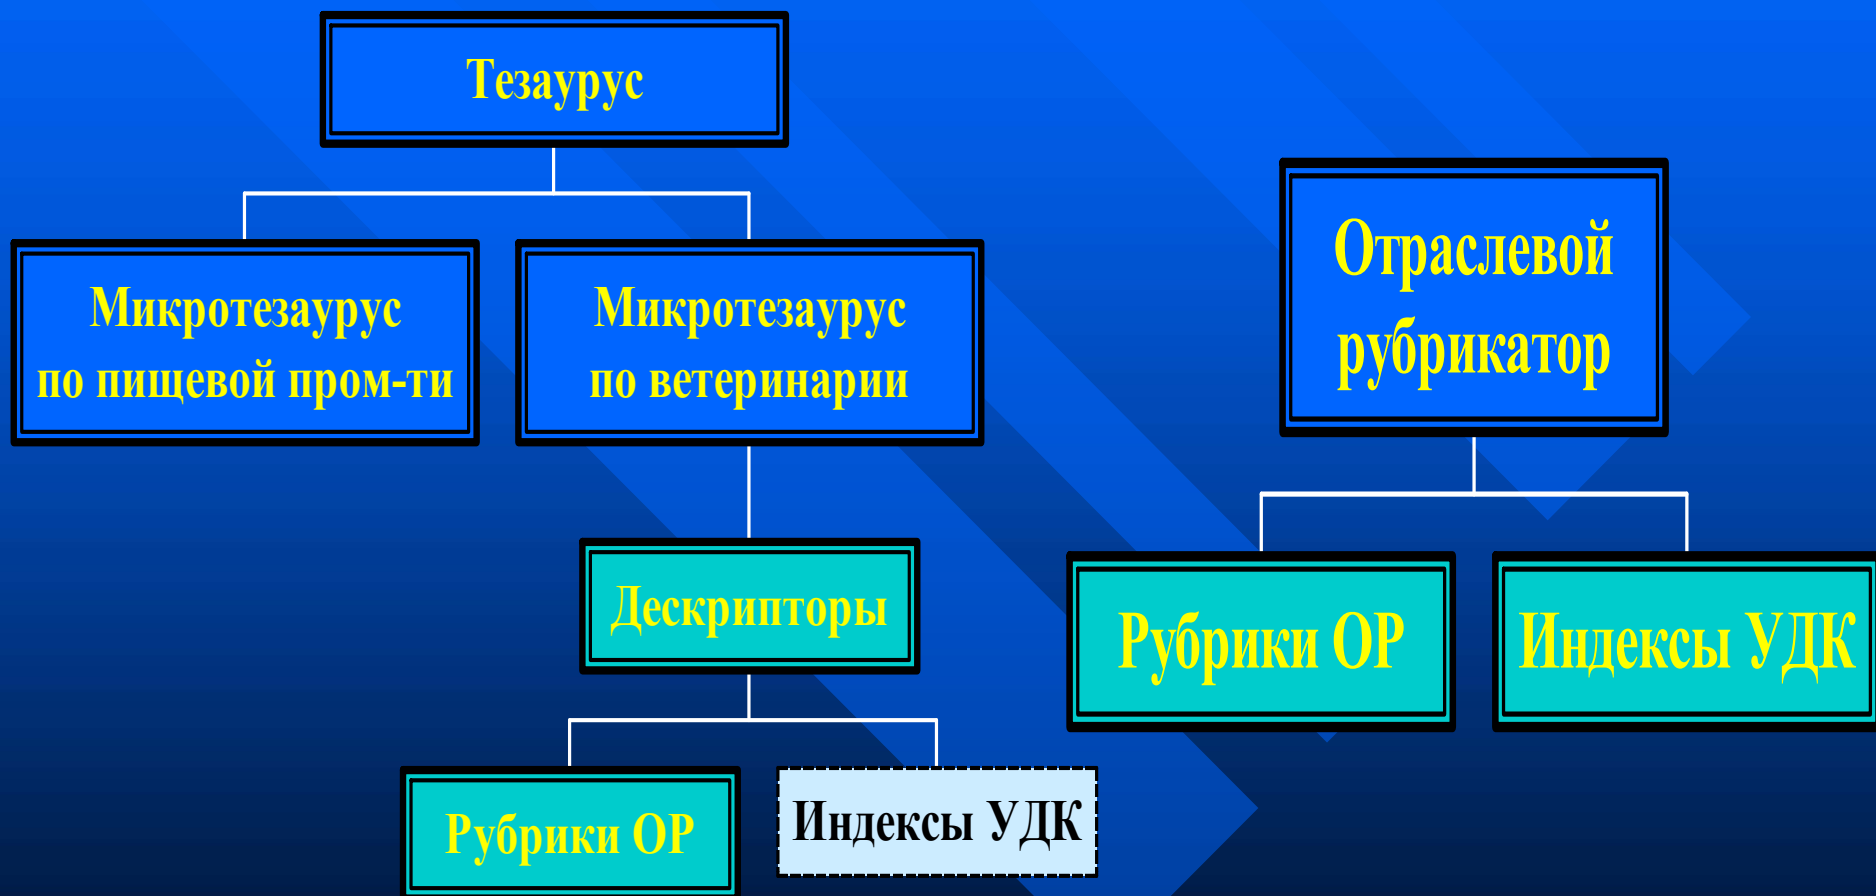 Тезаурус
Микротезаурус
по пищевой пром-ти
Микротезаурус
по ветеринарии
Дескрипторы
Рубрики ОР
Индексы УДК
Отраслевой
рубрикатор
Рубрики ОР
Индексы УДК